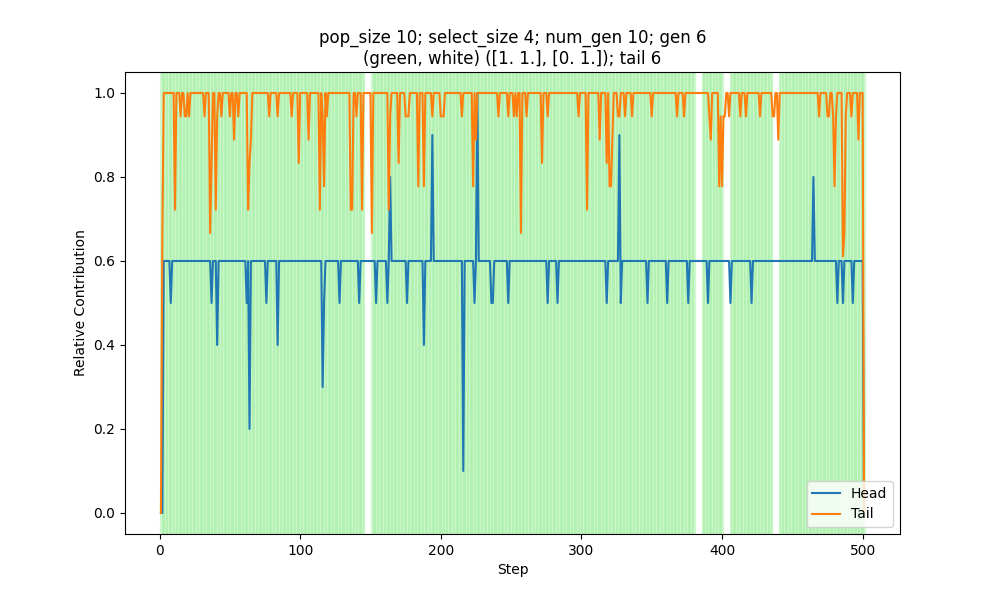 pop_size 10; select_size 4; num_gen 10; gen 6
(green, white) ([1. 1.], [0. 1.]); tail 6
Relative Contribution
1.0
0.8
0.6
0.4
0.2
0.0
Head
Tail
0 100 200 300 400 500
Step